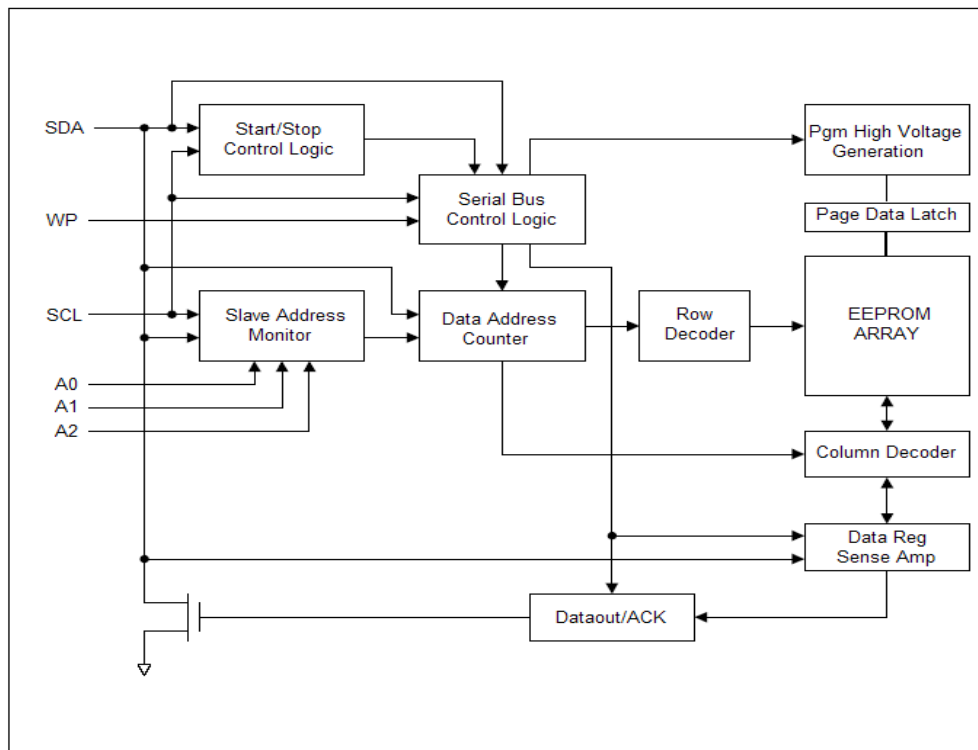 SDA
Start/Stop
Control Logic
Pgm High Voltage
Generation
WP
Serial Bus
Control Logic
Page Data Latch
SCL
Slave Address
Monitor
Data Address
Counter
Row
Decoder
EEPROM
ARRAY
A0
A1
A2
Column Decoder
Data Reg
Sense Amp
Dataout/ACK